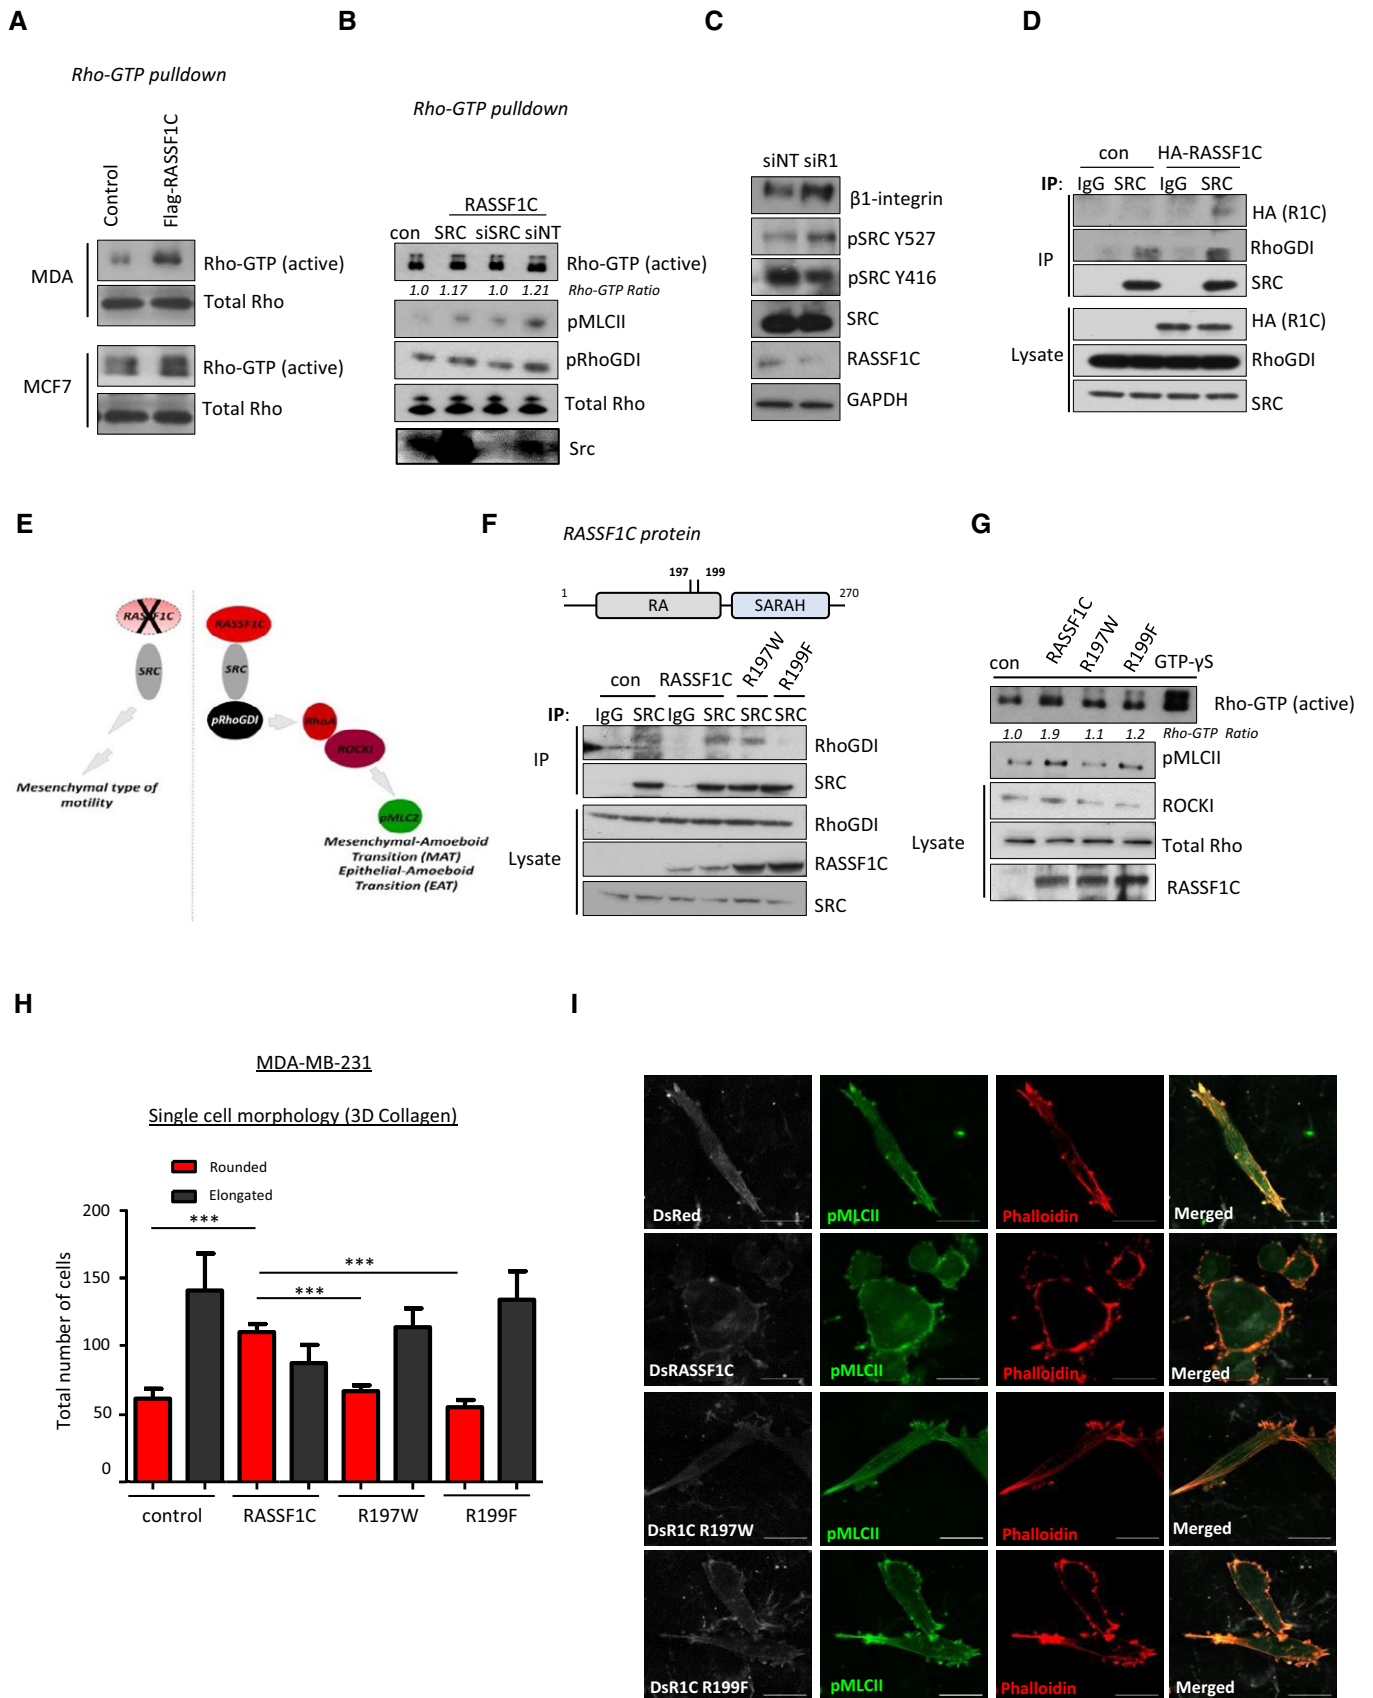 A
Rho-GTP pulldown
Control
Flag-RASSF1C
MDA
Rho-GTP (active)
Total Rho
MCF7
Rho-GTP (active)
Total Rho
B
Rho-GTP pulldown
RASSF1C
con SRC siSRC siNT
Rho-GTP (active)
1.0 1.17 1.0 1.21 Rho-GTP Ratio
pMLCII
pRhoGDI
Total Rho
Src
C
siNT siR1
β1-integrin
pSRC Y527
pSRC Y416
SRC
RASSF1C
GAPDH
D
con HA-RASSF1C
IP: IgG SRC IgG SRC
IP
HA (R1C)
RhoGDI
SRC
Lysate
HA (R1C)
RhoGDI
SRC
E
RASSF1C
SRC
Mesenchymal type of
motility
RASSF1C
SRC
pRhoGDI
RhoA
ROCKI
pMLC2
Mesenchymal-Amoeboid
Transition (MAT)
Epithelial-Amoeboid
Transition (EAT)
F
RASSF1C protein
197 199
1 RA SARAH 270
con RASSF1C R197W R199F
IP: IgG SRC IgG SRC SRC SRC
IP
RhoGDI
SRC
Lysate
RhoGDI
RASSF1C
SRC
G
con RASSF1C R197W R199F GTP-γS
Rho-GTP (active)
1.0 1.9 1.1 1.2 Rho-GTP Ratio
pMLCII
Lysate
ROCKI
Total Rho
RASSF1C
H
MDA-MB-231
Single cell morphology (3D Collagen)
Rounded
Elongated
Total number of cells
200
150
100
50
0
***
***
***
control RASSF1C R197W R199F
I
DsRed pMLCII Phalloidin Merged
DsRASSF1C pMLCII Phalloidin Merged
DsR1C R197W pMLCII Phalloidin Merged
DsR1C R199F pMLCII Phalloidin Merged